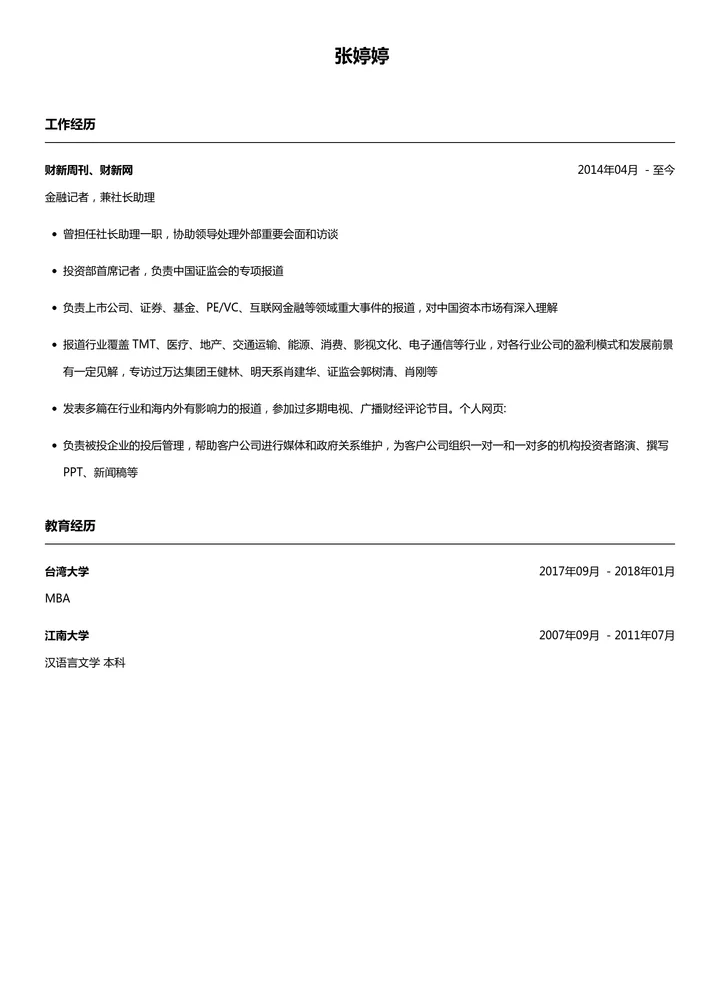 张婷婷
工作经历
财新周刊、财新网 2014年04月 - 至今
金融记者，兼社长助理
• 曾担任社长助理一职，协助领导处理外部重要会面和访谈
• 投资部首席记者，负责中国证监会的专项报道
• 负责上市公司、证券、基金、PE/VC、互联网金融等领域重大事件的报道，对中国资本市场有深入理解
• 报道行业覆盖 TMT、医疗、地产、交通运输、能源、消费、影视文化、电子通信等行业，对各行业公司的盈利模式和发展前景
有一定见解，专访过万达集团王健林、明天系肖建华、证监会郭树清、肖刚等
• 发表多篇在行业和海内外有影响力的报道，参加过多期电视、广播财经评论节目。个人网页:
• 负责被投企业的投后管理，帮助客户公司进行媒体和政府关系维护，为客户公司组织一对一和一对多的机构投资者路演、撰写
PPT、新闻稿等
教育经历
台湾大学 2017年09月 - 2018年01月
MBA
江南大学 2007年09月 - 2011年07月
汉语言文学 本科